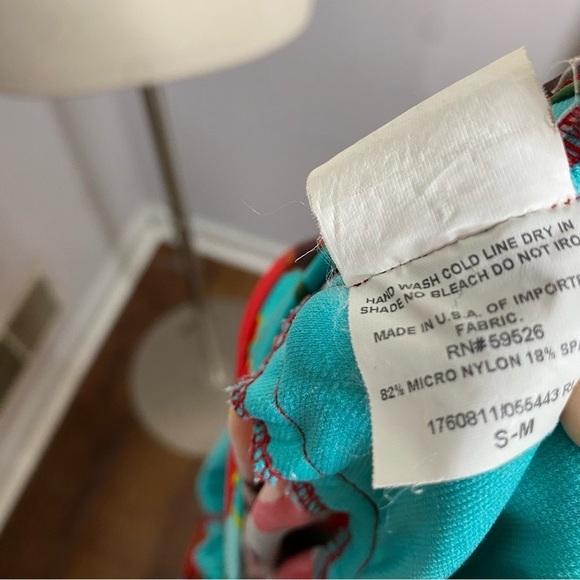 HAND WASH COLD LINE DRY IN
SHADE NO BLEACH DO NOT IRO
MADE IN U.S.A. OF IMPORTE
FABRIC.
RN#59526
82% MICRO NYLON 18% SPA
1760811/055443 R
S-M